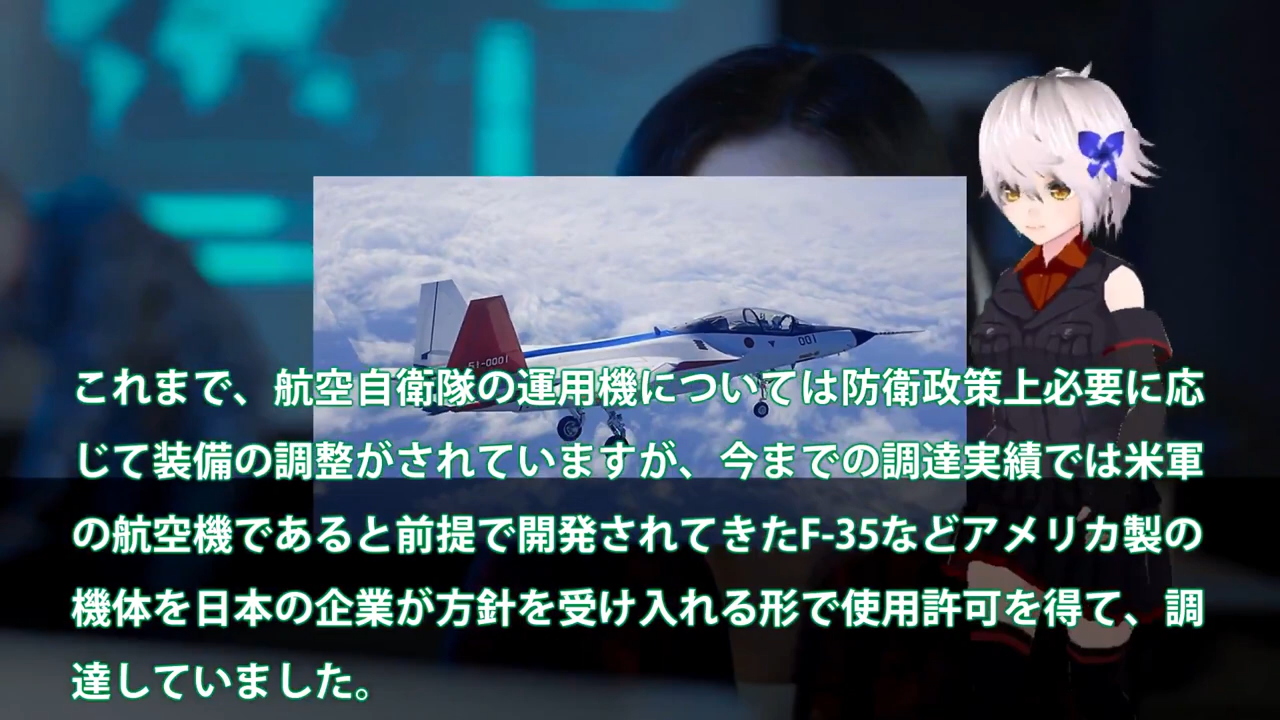 001
51-0001
これまで、航空自衛隊の運用機については防衛政策上必要に応
じて装備の調整がされていますが、今までの調達実績では米軍
の航空機であると前提で開発されてきたF-35などアメリカ製の
機体を日本の企業が方針を受け入れる形で使用許可を得て、調
達していました。